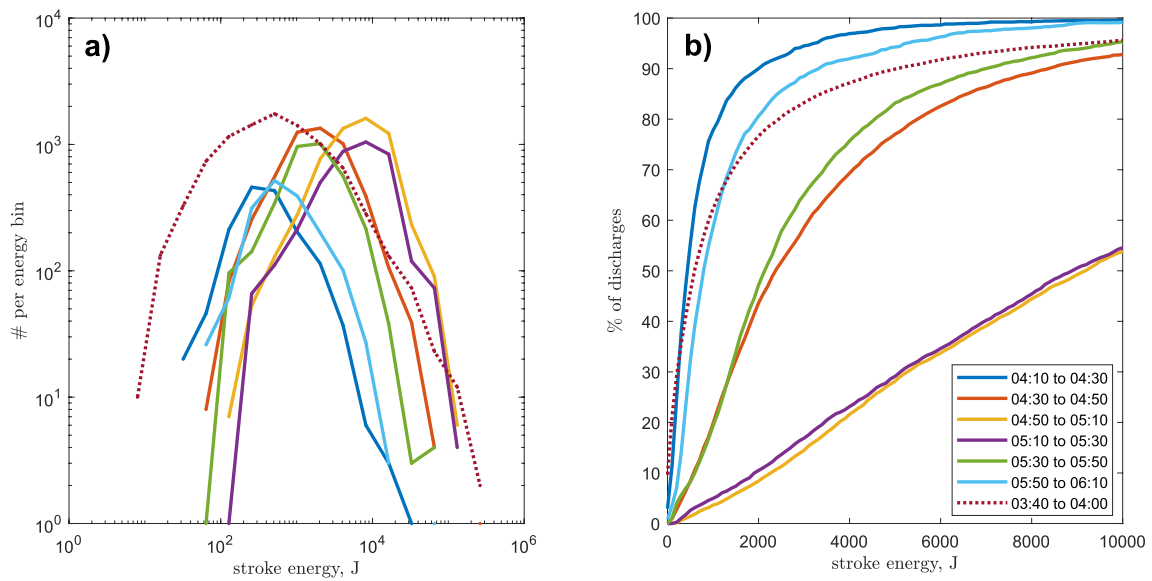 a)
10^4
10^3
10^2
10^1
10^0
# per energy bin
10^0
10^2
10^4
10^6
stroke energy, J
b)
100
90
80
70
60
50
40
30
20
10
0
% of discharges
0
2000
4000
6000
8000
10000
stroke energy, J
04:10 to 04:30
04:30 to 04:50
04:50 to 05:10
05:10 to 05:30
05:30 to 05:50
05:50 to 06:10
03:40 to 04:00